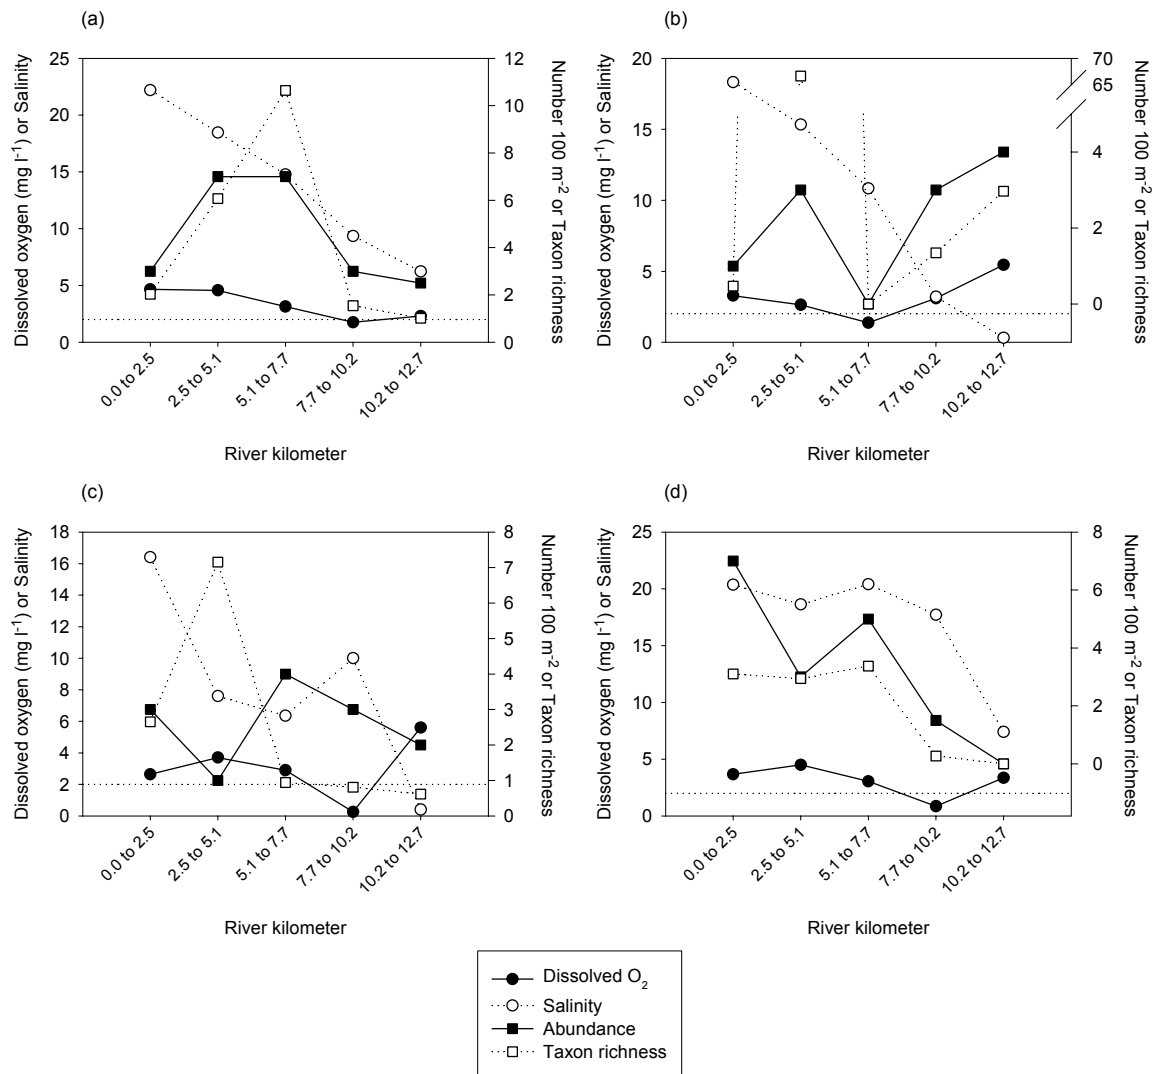 (a)
Dissolved oxygen (mg l-1) or Salinity
25
20
15
10
5
0
12
10
8
6
4
2
0
Number 100 m-2 or Taxon richness
0.0 to 2.5
2.5 to 5.1
5.1 to 7.7
7.7 to 10.2
10.2 to 12.7
River kilometer
(b)
Dissolved oxygen (mg l-1) or Salinity
20
15
10
5
0
70
65
4
2
0
Number 100 m-2 or Taxon richness
0.0 to 2.5
2.5 to 5.1
5.1 to 7.7
7.7 to 10.2
10.2 to 12.7
River kilometer
(c)
Dissolved oxygen (mg l-1) or Salinity
18
16
14
12
10
8
6
4
2
0
8
7
6
5
4
3
2
1
0
Number 100 m-2 or Taxon richness
0.0 to 2.5
2.5 to 5.1
5.1 to 7.7
7.7 to 10.2
10.2 to 12.7
River kilometer
(d)
Dissolved oxygen (mg l-1) or Salinity
25
20
15
10
5
0
8
6
4
2
0
Number 100 m-2 or Taxon richness
0.0 to 2.5
2.5 to 5.1
5.1 to 7.7
7.7 to 10.2
10.2 to 12.7
River kilometer
Dissolved O2
Salinity
Abundance
Taxon richness